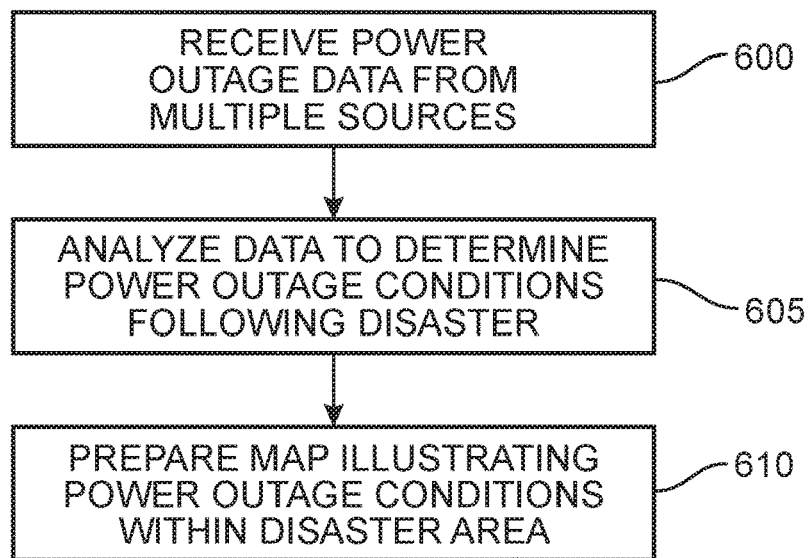 RECEIVE POWER
OUTAGE DATA FROM
MULTIPLE SOURCES
600
ANALYZE DATA TO DETERMINE
POWER OUTAGE CONDITIONS
FOLLOWING DISASTER
605
PREPARE MAP ILLUSTRATING
POWER OUTAGE CONDITIONS
WITHIN DISASTER AREA
610